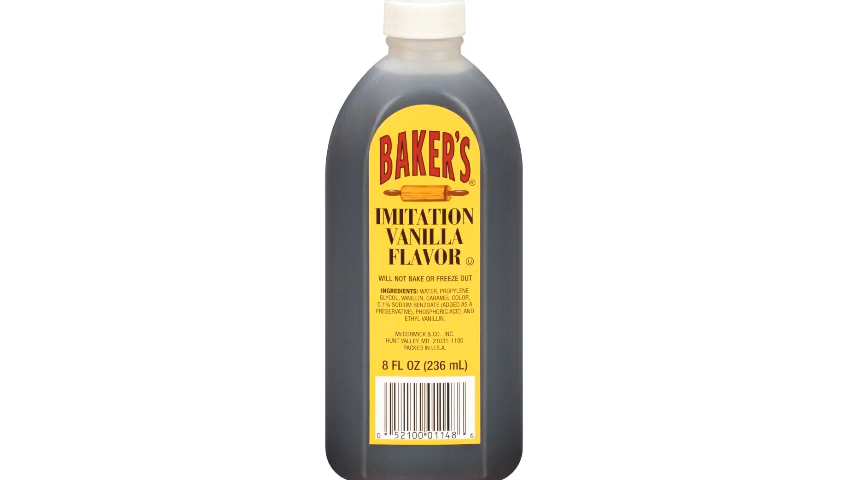 BAKER'S®
IMITATION
VANILLA
FLAVOR Ⓤ
WILL NOT BAKE OR FREEZE OUT
INGREDIENTS: WATER, PROPYLENE
GLYCOL, VANILLIN, CARAMEL COLOR,
0.1% SODIUM BENZOATE (ADDED AS A
PRESERVATIVE), PHOSPHORIC ACID, AND
ETHYL VANILLIN.
McCORMICK & CO., INC.
HUNT VALLEY, MD 21031-1100
PACKED IN U.S.A.
8 FL OZ (236 mL)
0 52100 01148 6